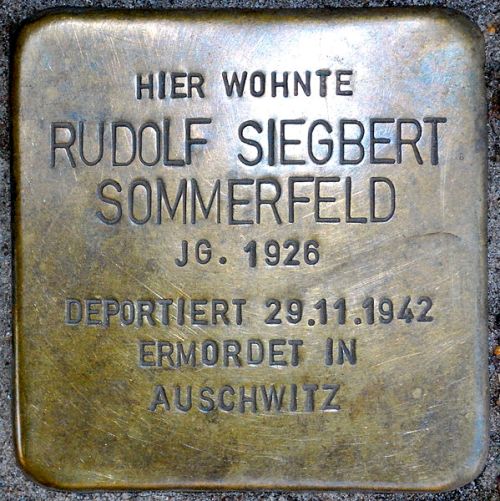 HIER WOHNTE
RUDOLF SIEGBERT
SOMMERFELD
JG. 1926
DEPORTIERT 29.11.1942
ERMORDET IN
AUSCHWITZ